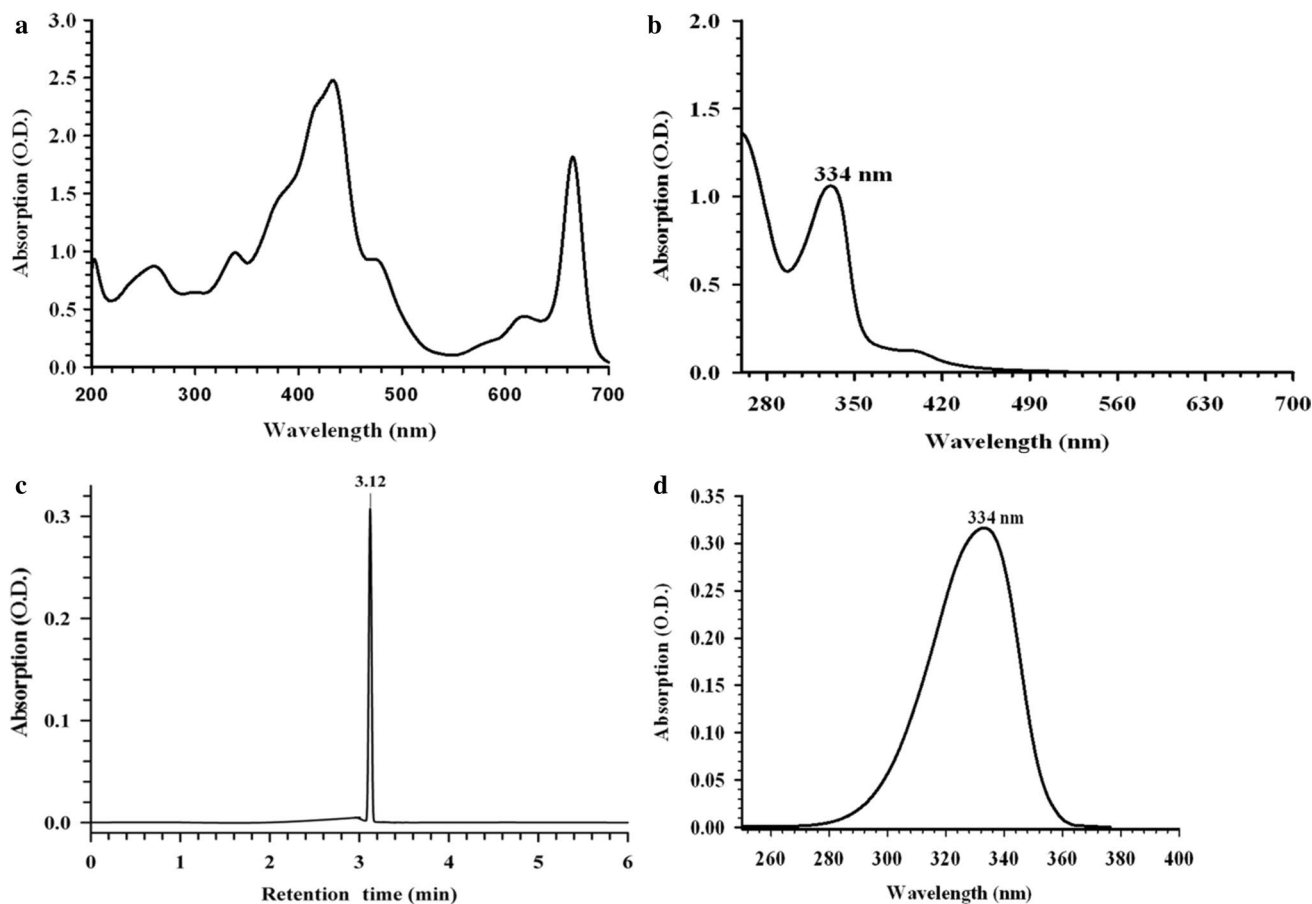 a
Absorption (O.D.)
3.0
2.5
2.0
1.5
1.0
0.5
0.0
200 300 400 500 600 700
Wavelength (nm)
b
Absorption (O.D.)
2.0
1.5
1.0
0.5
0.0
334 nm
280 350 420 490 560 630 700
Wavelength (nm)
c
Absorption (O.D.)
0.3
0.2
0.1
0.0
3.12
0 1 2 3 4 5 6
Retention time (min)
d
Absorption (O.D.)
0.35
0.30
0.25
0.20
0.15
0.10
0.05
0.00
334 nm
260 280 300 320 340 360 380 400
Wavelength (nm)